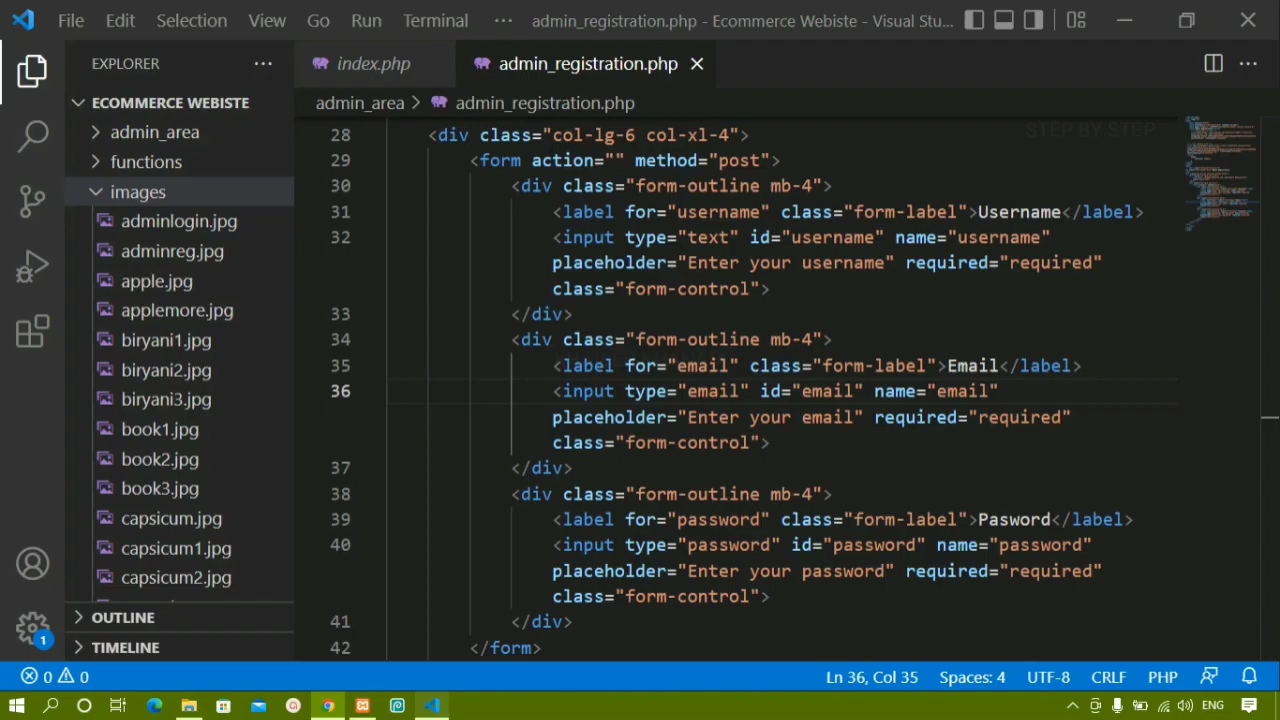 File Edit Selection View Go Run Terminal ··· admin_registration.php - Ecommerce Webiste - Visual Stu...
EXPLORER ···
index.php admin_registration.php
ECOMMERCE WEBISTE
admin_area > admin_registration.php
admin_area
functions
images
adminlogin.jpg
adminreg.jpg
apple.jpg
applemore.jpg
biryani1.jpg
biryani2.jpg
biryani3.jpg
book1.jpg
book2.jpg
book3.jpg
capsicum.jpg
capsicum1.jpg
capsicum2.jpg
OUTLINE
TIMELINE
STEP BY STEP
28 <div class="col-lg-6 col-xl-4">
29 <form action="" method="post">
30 <div class="form-outline mb-4">
31 <label for="username" class="form-label">Username</label>
32 <input type="text" id="username" name="username"
placeholder="Enter your username" required="required"
class="form-control">
33 </div>
34 <div class="form-outline mb-4">
35 <label for="email" class="form-label">Email</label>
36 <input type="email" id="email" name="email"
placeholder="Enter your email" required="required"
class="form-control">
37 </div>
38 <div class="form-outline mb-4">
39 <label for="password" class="form-label">Pasword</label>
40 <input type="password" id="password" name="password"
placeholder="Enter your password" required="required"
class="form-control">
41 </div>
42 </form>
1
0 0 Ln 36, Col 35 Spaces: 4 UTF-8 CRLF PHP
ENG